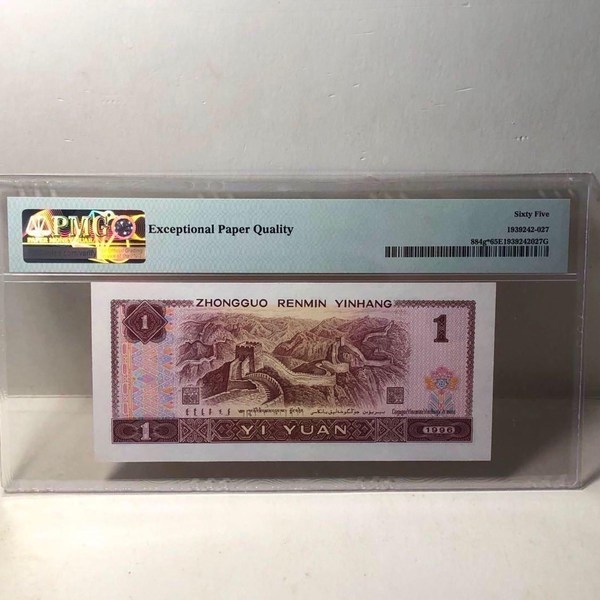 PMG
Exceptional Paper Quality
Sixty Five
1939242-027
884g*65E1939242027G
ZHONGGUO RENMIN YINHANG
1
1
1
YI YUAN
1996